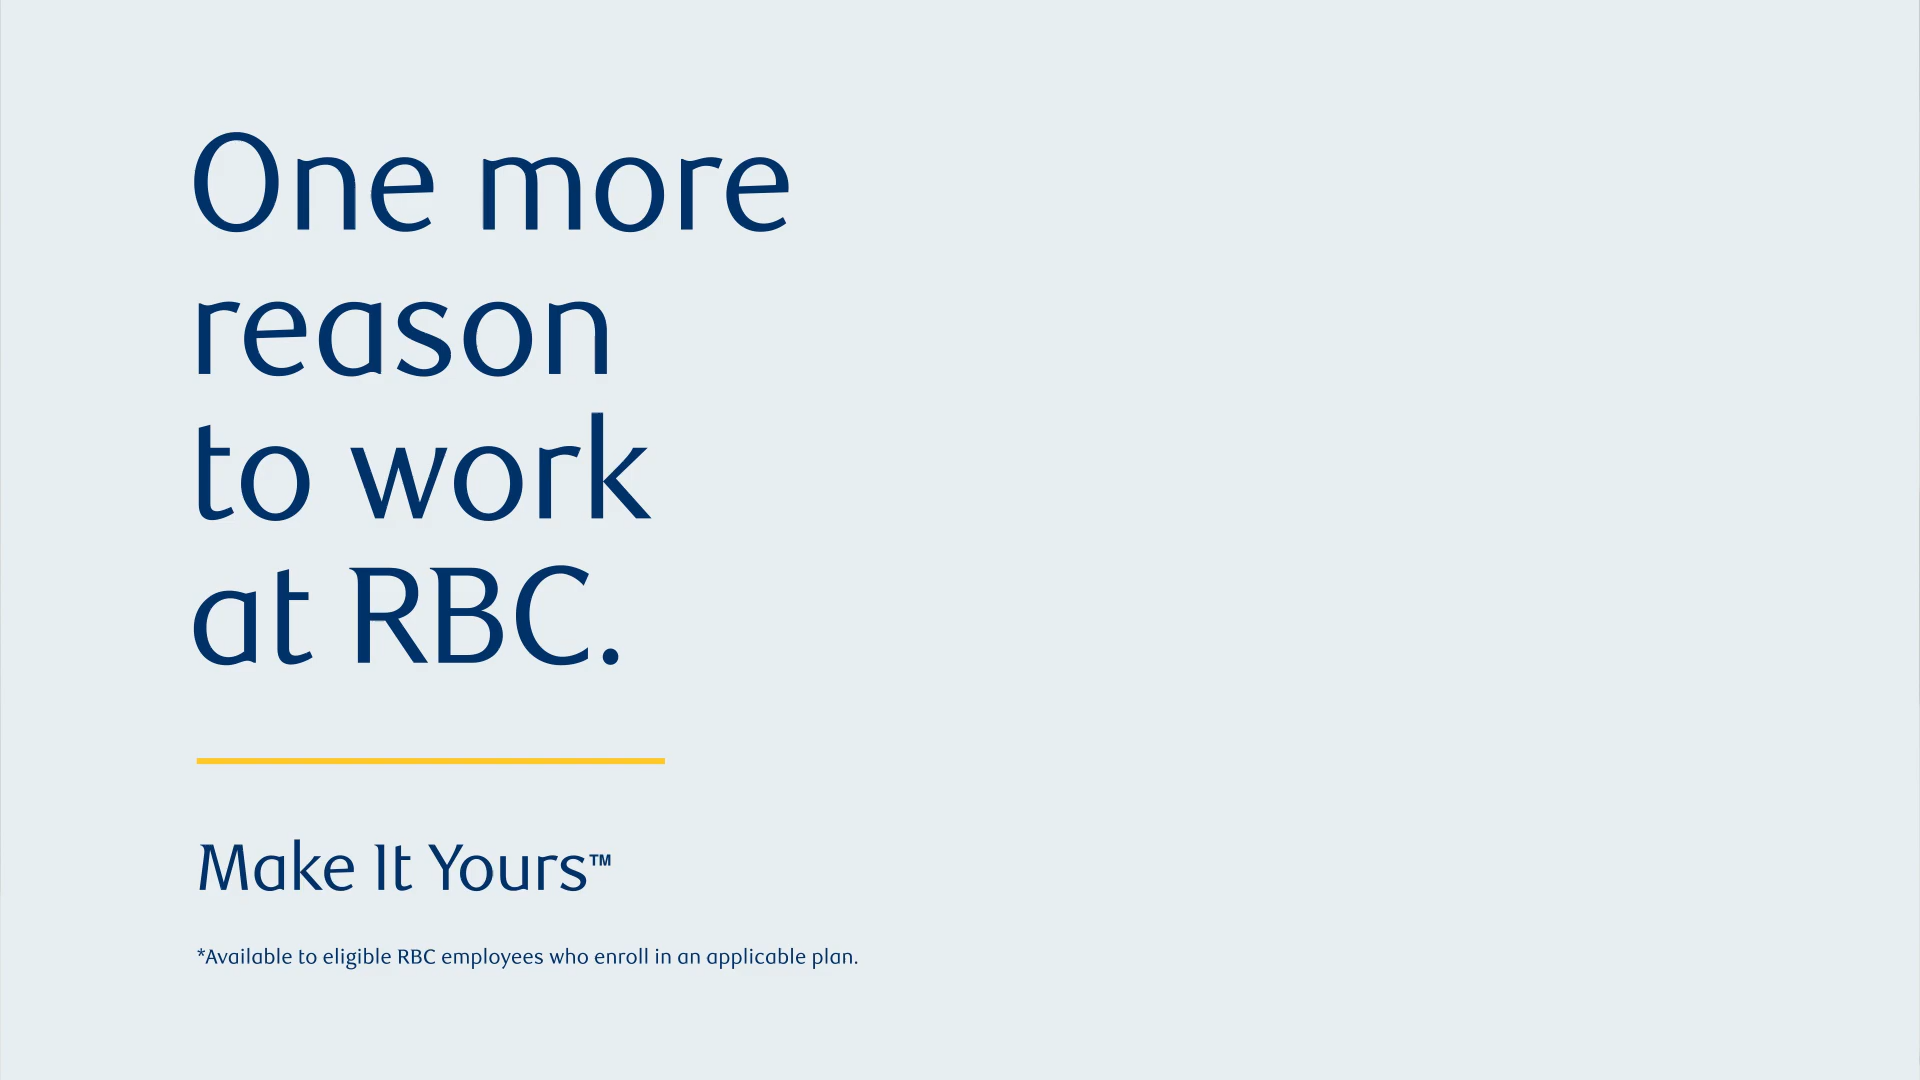 One more
reason
to work
at RBC.
Make It Yours™
*Available to eligible RBC employees who enroll in an applicable plan.